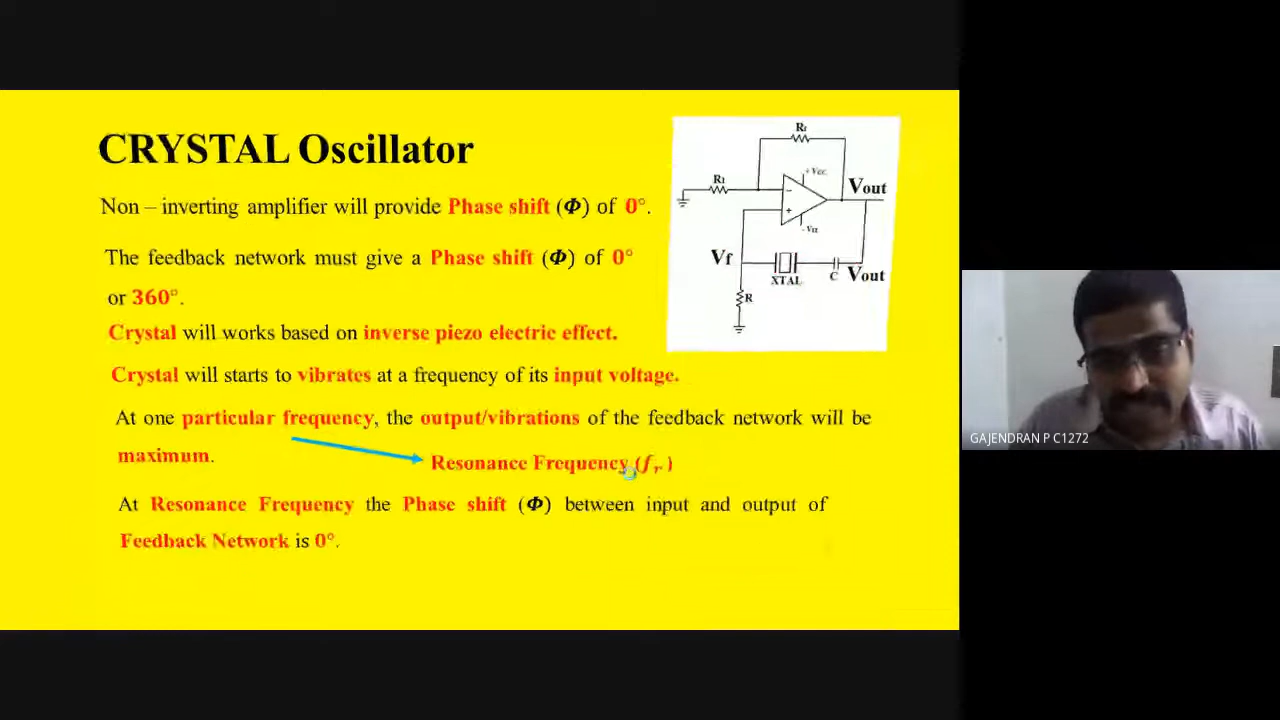 CRYSTAL Oscillator
Non – inverting amplifier will provide Phase shift (Φ) of 0°.
The feedback network must give a Phase shift (Φ) of 0°
or 360°.
Crystal will works based on inverse piezo electric effect.
Crystal will starts to vibrates at a frequency of its input voltage.
At one particular frequency, the output/vibrations of the feedback network will be
maximum.
Resonance Frequency (fr)
At Resonance Frequency the Phase shift (Φ) between input and output of
Feedback Network is 0°.
Rf
R1
+Vcc
Vout
-
+
Vf
XTAL
C
Vout
R
GAJENDRAN P C1272